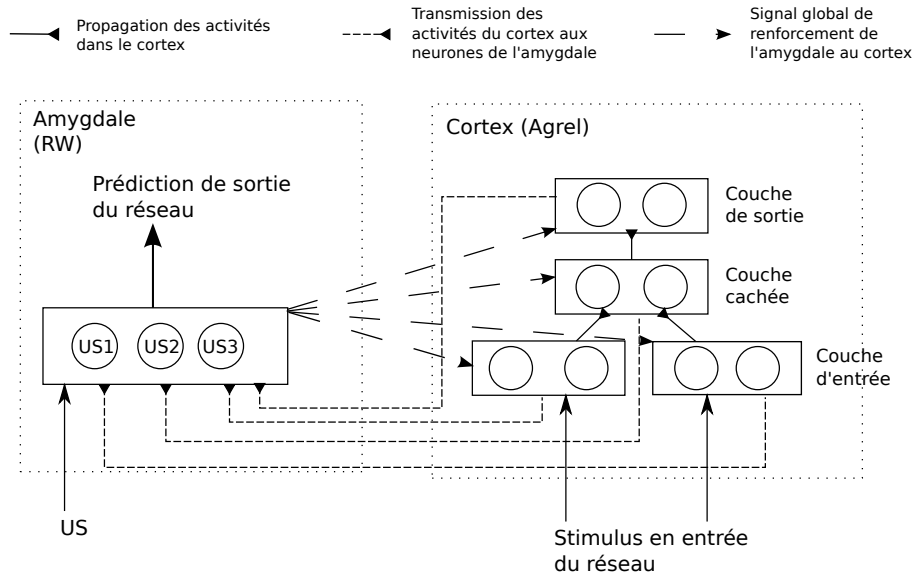 Propagation des activités
dans le cortex
Transmission des
activités du cortex aux
neurones de l'amygdale
Signal global de
renforcement de
l'amygdale au cortex
Amygdale
(RW)
Cortex (Agrel)
Prédiction de sortie
du réseau
Couche
de sortie
Couche
cachée
US1 US2 US3
Couche
d'entrée
US
Stimulus en entrée
du réseau